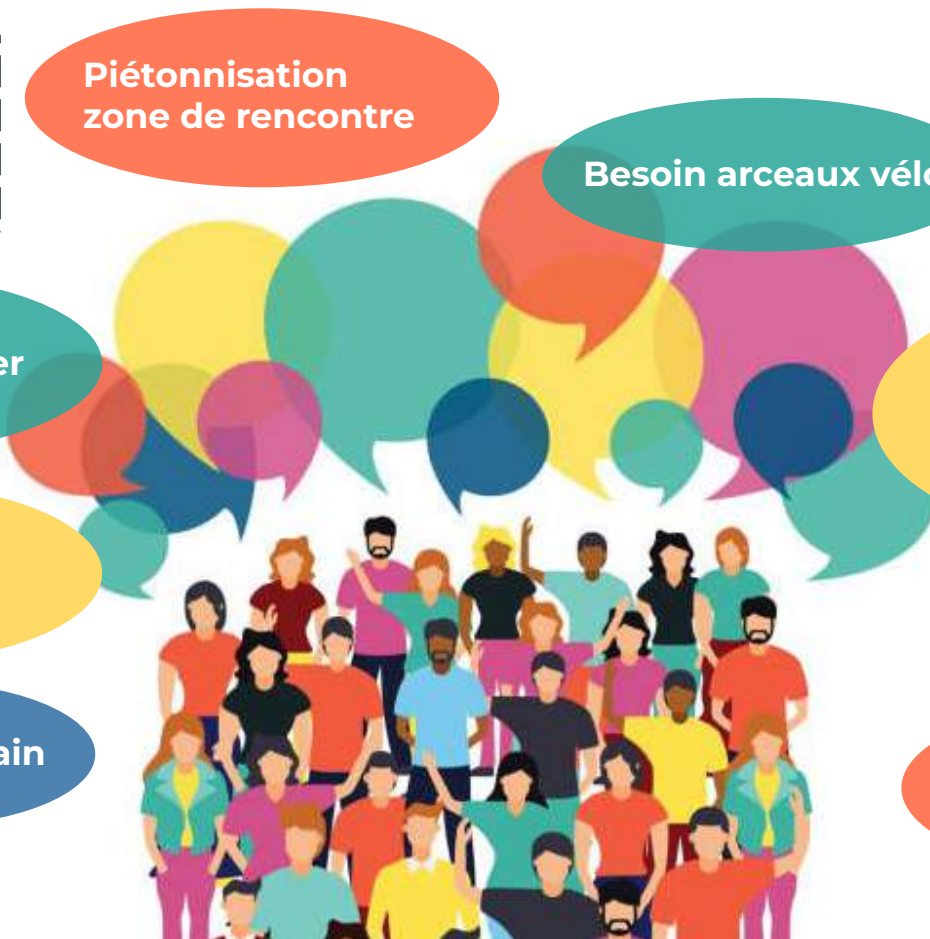 Piétonnisation
zone de rencontre
Besoin arceaux vélo
er
ain